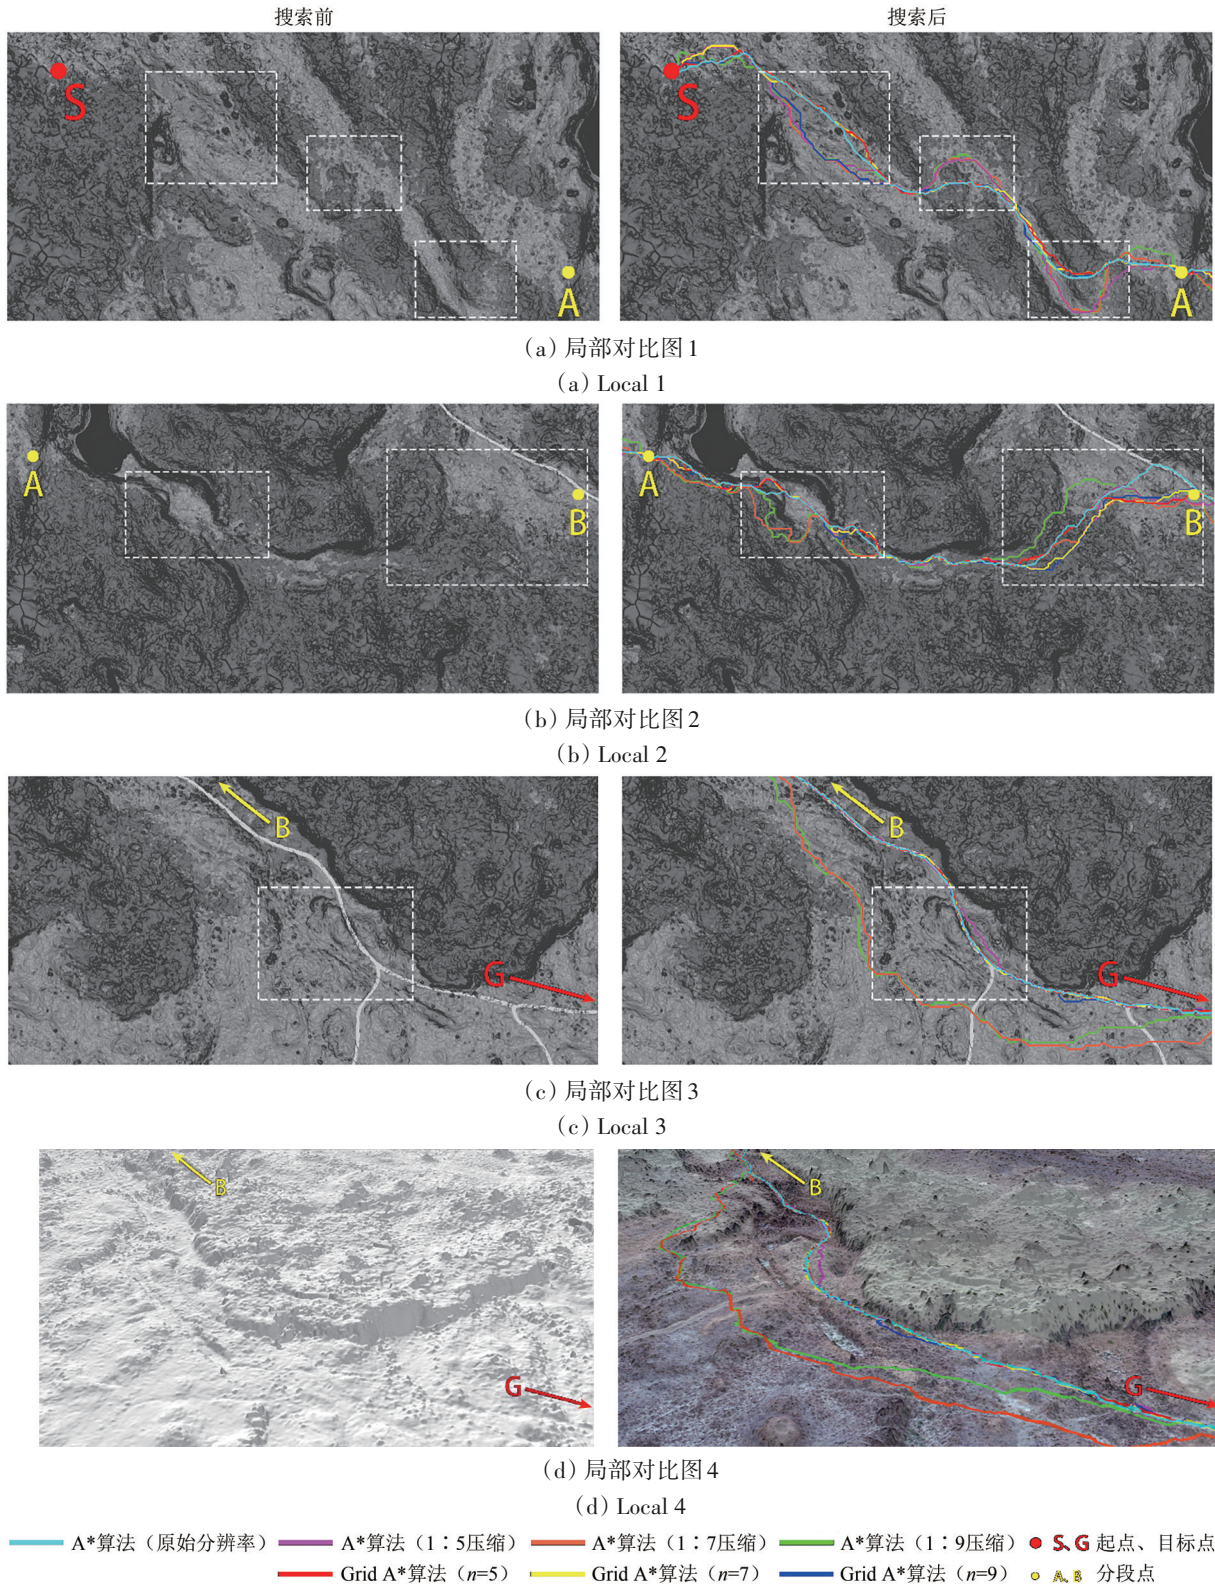 搜索前
搜索后
S
A
S
A
(a) 局部对比图1
(a) Local 1
A
B
A
B
(b) 局部对比图2
(b) Local 2
B
G
B
G
(c) 局部对比图3
(c) Local 3
B
G
B
G
(d) 局部对比图4
(d) Local 4
A*算法（原始分辨率） A*算法（1∶5压缩） A*算法（1∶7压缩） A*算法（1∶9压缩） S、G 起点、目标点
Grid A*算法（n=5） Grid A*算法（n=7） Grid A*算法（n=9） A、B 分段点